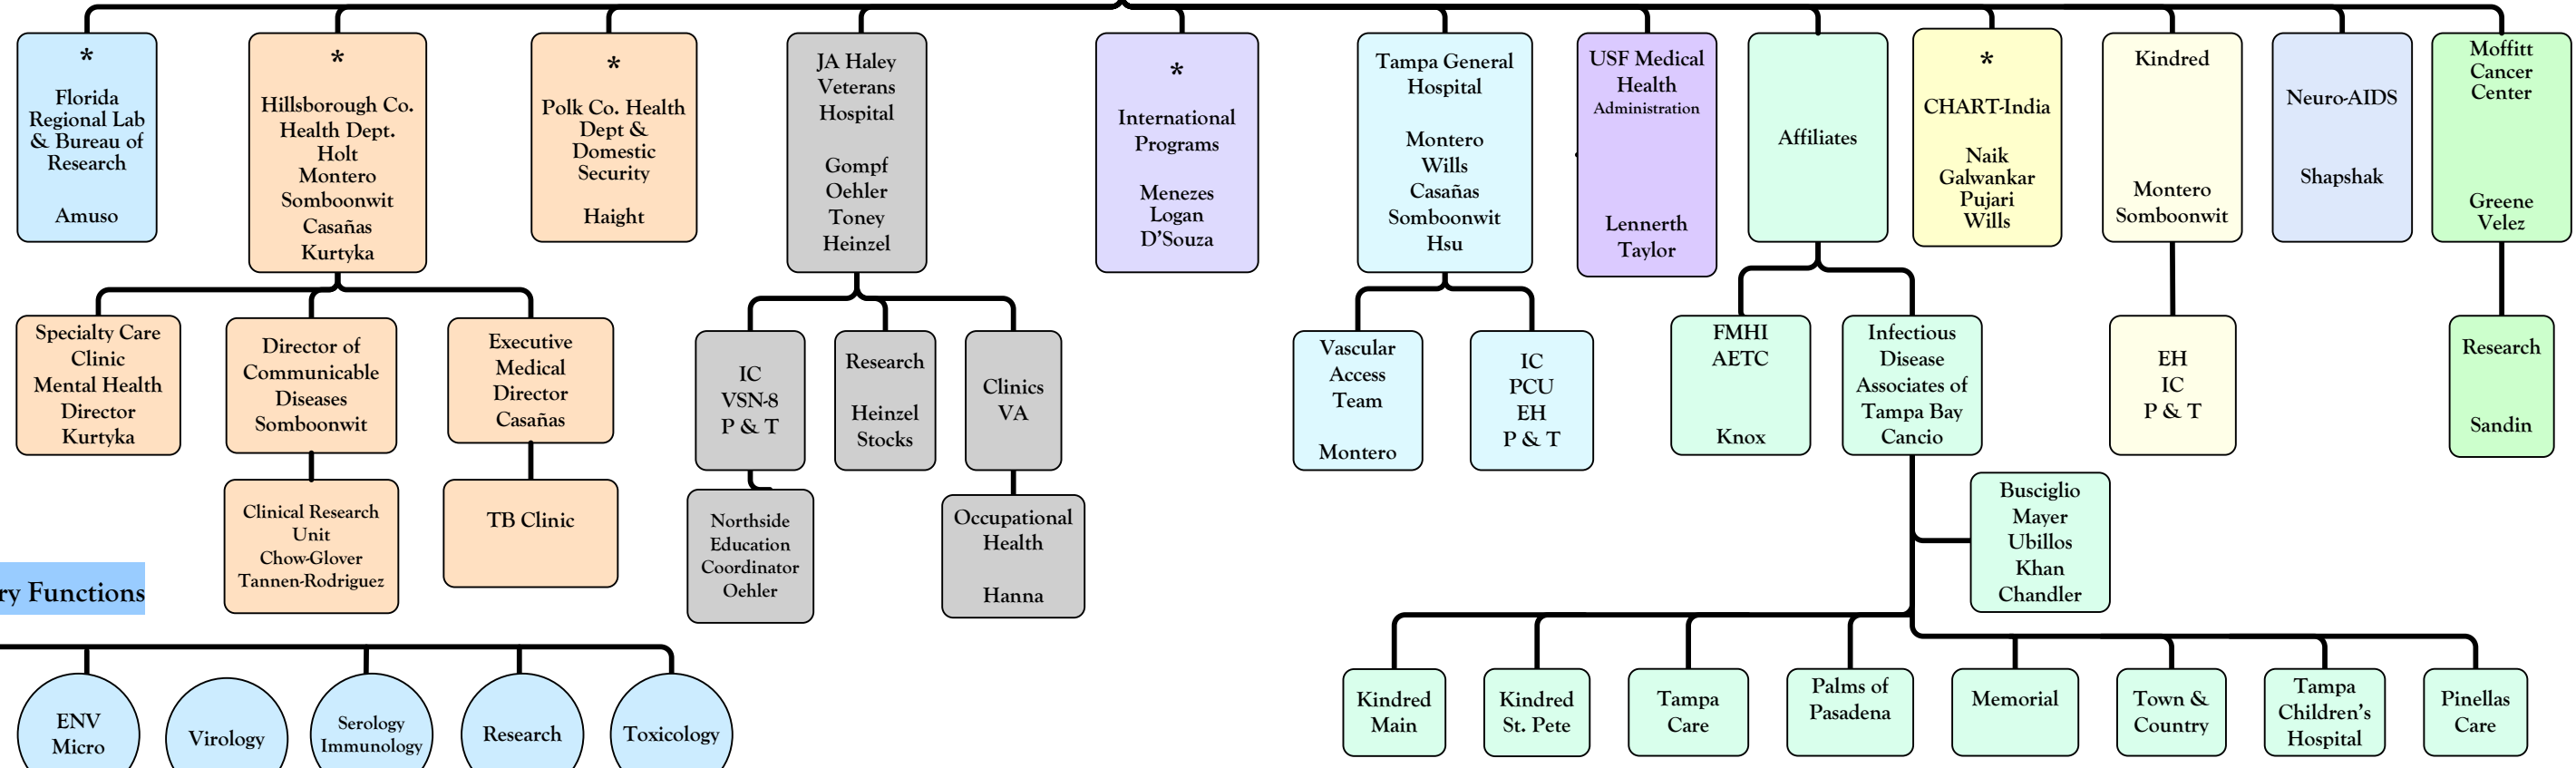 *
Florida
Regional Lab
& Bureau of
Research
Amuso
*
Hillsborough Co.
Health Dept.
Holt
Montero
Somboonwit
Casañas
Kurtyka
*
Polk Co. Health
Dept &
Domestic
Security
Haight
JA Haley
Veterans
Hospital
Gompf
Oehler
Toney
Heinzel
*
International
Programs
Menezes
Logan
D’Souza
Tampa General
Hospital
Montero
Wills
Casañas
Somboonwit
Hsu
USF Medical
Health
Administration
Lennerth
Taylor
Affiliates
*
CHART-India
Naik
Galwankar
Pujari
Wills
Kindred
Montero
Somboonwit
Neuro-AIDS
Shapshak
Moffitt
Cancer
Center
Greene
Velez
Specialty Care
Clinic
Mental Health
Director
Kurtyka
Director of
Communicable
Diseases
Somboonwit
Executive
Medical
Director
Casañas
IC
VSN-8
P & T
Research
Heinzel
Stocks
Clinics
VA
Vascular
Access
Team
Montero
IC
PCU
EH
P & T
FMHI
AETC
Knox
Infectious
Disease
Associates of
Tampa Bay
Cancio
EH
IC
P & T
Research
Sandin
Clinical Research
Unit
Chow-Glover
Tannen-Rodriguez
TB Clinic
Northside
Education
Coordinator
Oehler
Occupational
Health
Hanna
Busciglio
Mayer
Ubillos
Khan
Chandler
ry Functions
ENV
Micro
Virology
Serology
Immunology
Research
Toxicology
Kindred
Main
Kindred
St. Pete
Tampa
Care
Palms of
Pasadena
Memorial
Town &
Country
Tampa
Children’s
Hospital
Pinellas
Care